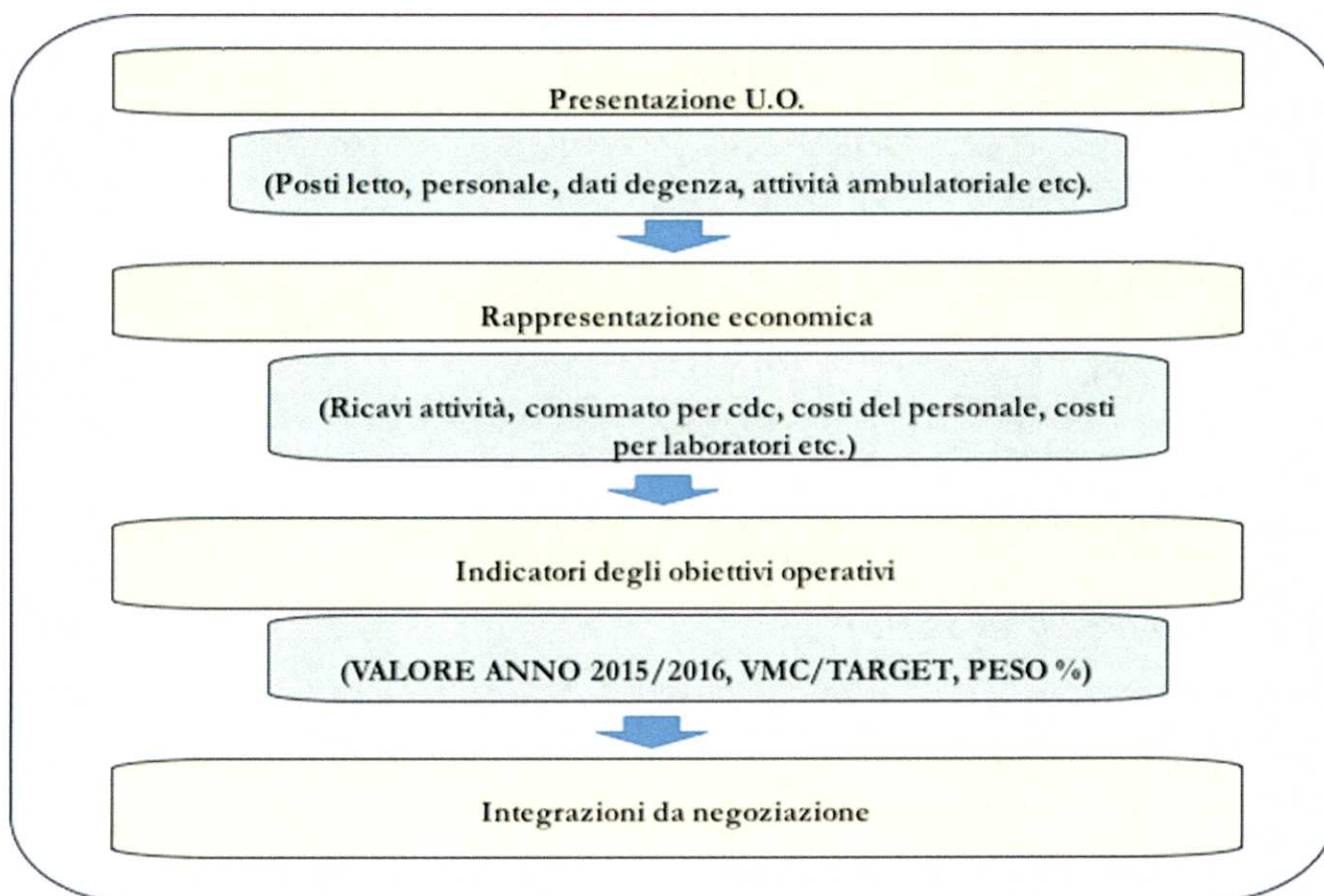 Presentazione U.O.
(Posti letto, personale, dati degenza, attività ambulatoriale etc).
Rappresentazione economica
(Ricavi attività, consumato per cdc, costi del personale, costi
per laboratori etc.)
Indicatori degli obiettivi operativi
(VALORE ANNO 2015/2016, VMC/TARGET, PESO %)
Integrazioni da negoziazione